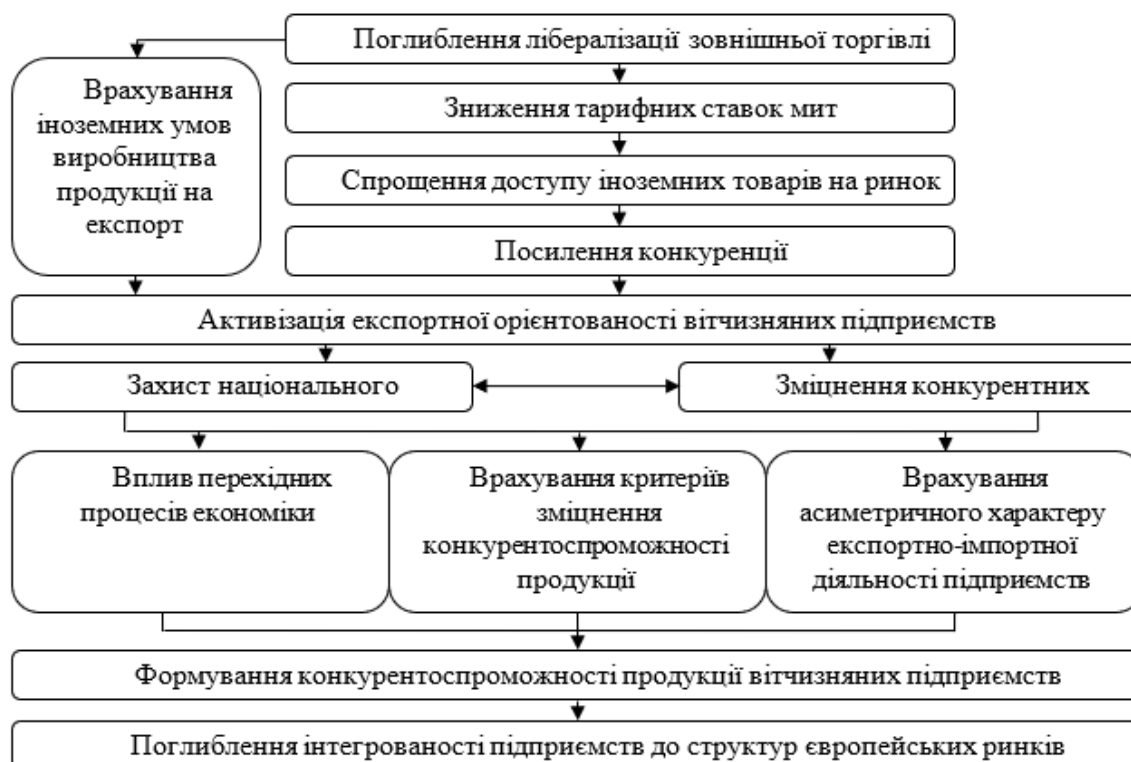 Поглиблення лібералізації зовнішньої торгівлі
Врахування
іноземних умов
виробництва
продукції на
експорт
Зниження тарифних ставок мит
Спрощення доступу іноземних товарів на ринок
Посилення конкуренції
Активізація експортної орієнтованості вітчизняних підприємств
Захист національного
Зміцнення конкурентних
Вплив перехідних
процесів економіки
Врахування критеріїв
зміцнення
конкурентоспроможності
продукції
Врахування
асиметричного характеру
експортно-імпортної
діяльності підприємств
Формування конкурентоспроможності продукції вітчизняних підприємств
Поглиблення інтегрованості підприємств до структур європейських ринків